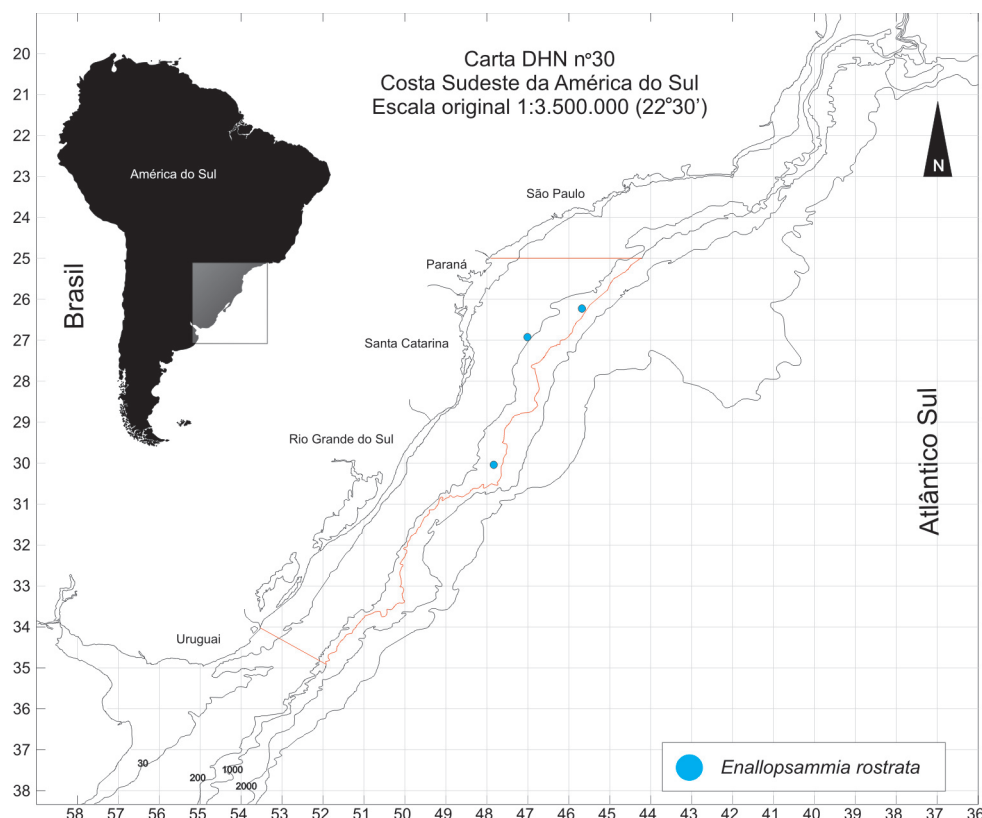 Carta DHN nº30
Costa Sudeste da América do Sul
Escala original 1:3.500.000 (22°30')
América do Sul
Brasil
N
São Paulo
Paraná
Santa Catarina
Rio Grande do Sul
Uruguai
Atlântico Sul
20
21
22
23
24
25
26
27
28
29
30
31
32
33
34
35
36
37
38
30
200
1000
2000
Enallopsammia rostrata
58 57 56 55 54 53 52 51 50 49 48 47 46 45 44 43 42 41 40 39 38 37 36